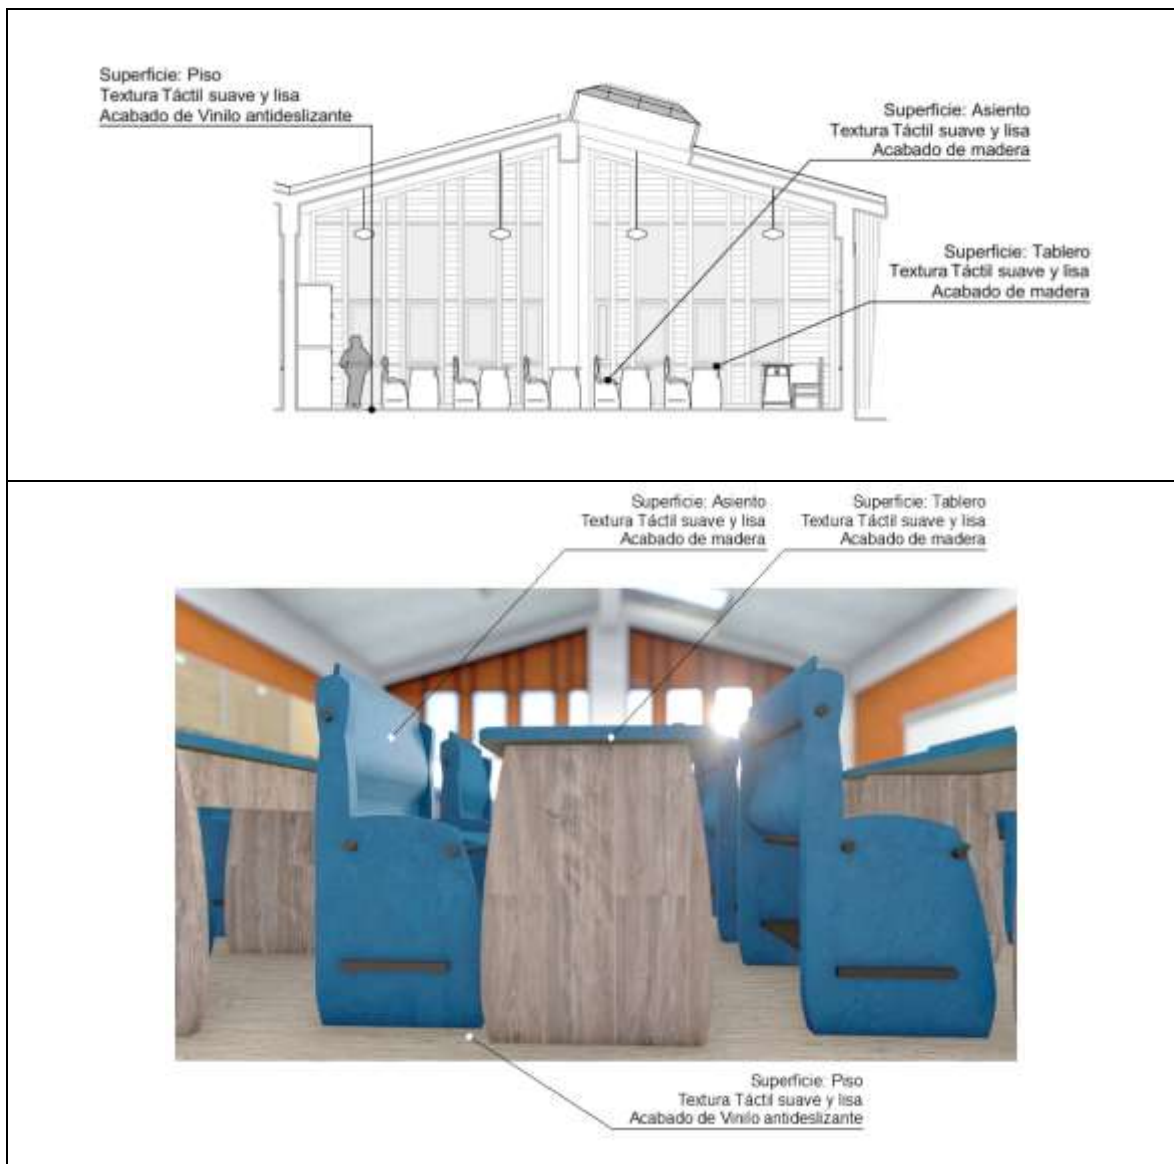 Superficie: Piso
Textura Táctil suave y lisa
Acabado de Vinilo antideslizante
Superficie: Asiento
Textura Táctil suave y lisa
Acabado de madera
Superficie: Tablero
Textura Táctil suave y lisa
Acabado de madera
Superficie: Asiento
Textura Táctil suave y lisa
Acabado de madera
Superficie: Tablero
Textura Táctil suave y lisa
Acabado de madera
Superficie: Piso
Textura Táctil suave y lisa
Acabado de Vinilo antideslizante